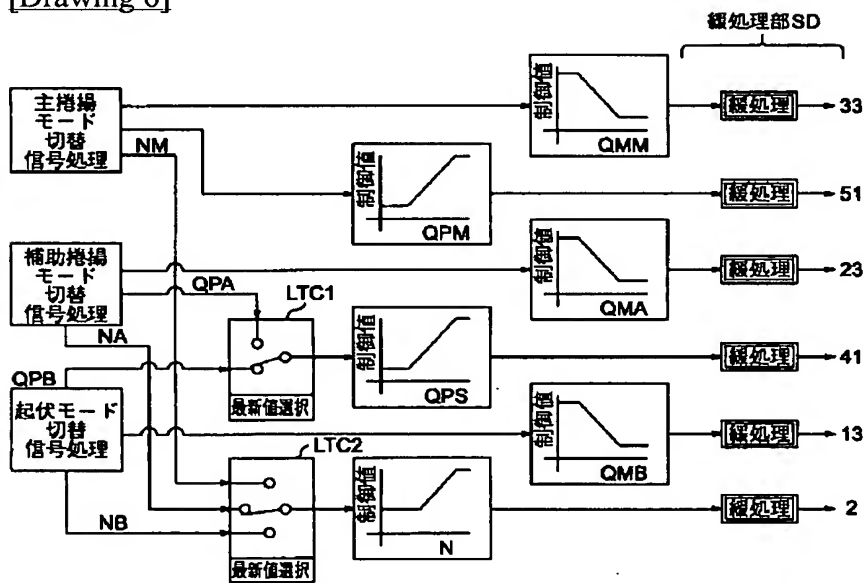 [Drawing 6]
緩処理部SD
主捲揚
モード
切替
信号処理
NM
制御値
QMM
緩処理
33
制御値
QPM
緩処理
51
補助捲揚
モード
切替
信号処理
QPA
NA
制御値
QMA
緩処理
23
LTC1
最新値選択
制御値
QPS
緩処理
41
QPB
起伏モード
切替
信号処理
NB
制御値
QMB
緩処理
13
LTC2
最新値選択
制御値
N
緩処理
2